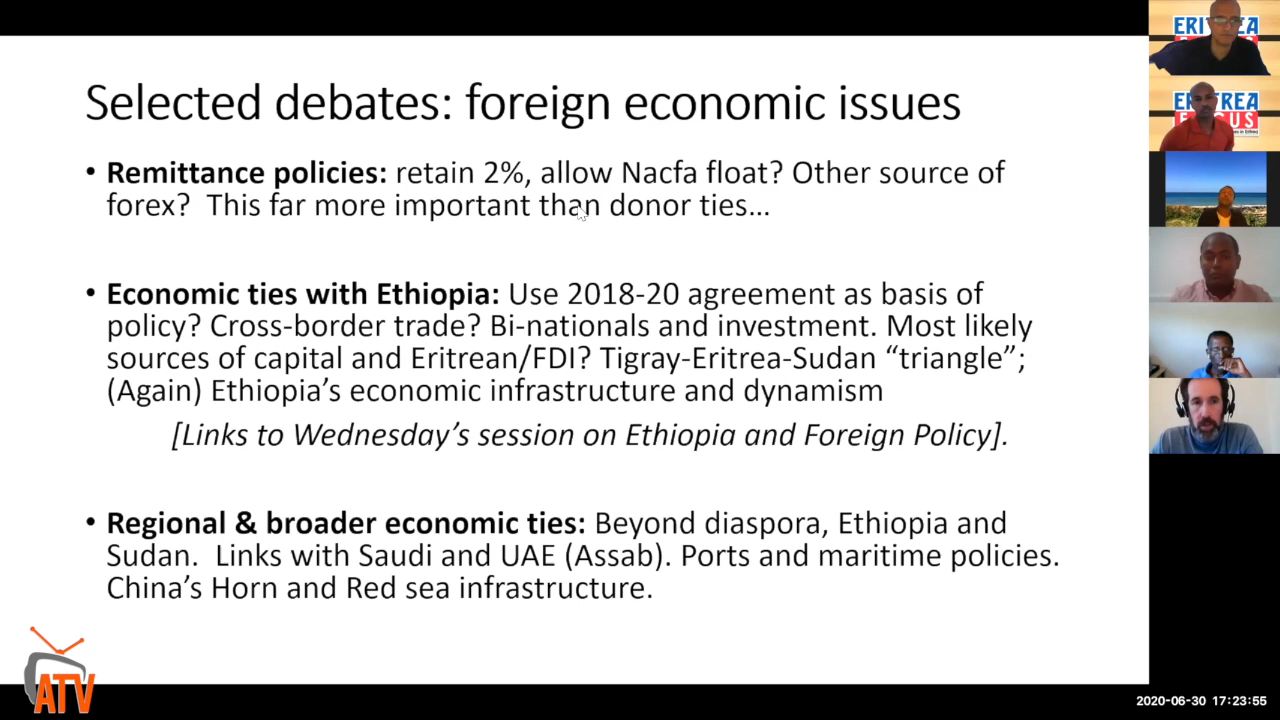 Selected debates: foreign economic issues
• Remittance policies: retain 2%, allow Nacfa float? Other source of
forex?  This far more important than donor ties...
• Economic ties with Ethiopia: Use 2018-20 agreement as basis of
policy? Cross-border trade? Bi-nationals and investment. Most likely
sources of capital and Eritrean/FDI? Tigray-Eritrea-Sudan “triangle”;
(Again) Ethiopia’s economic infrastructure and dynamism
[Links to Wednesday’s session on Ethiopia and Foreign Policy].
• Regional & broader economic ties: Beyond diaspora, Ethiopia and
Sudan.  Links with Saudi and UAE (Assab). Ports and maritime policies.
China’s Horn and Red sea infrastructure.
ATV
2020-06-30 17:23:55